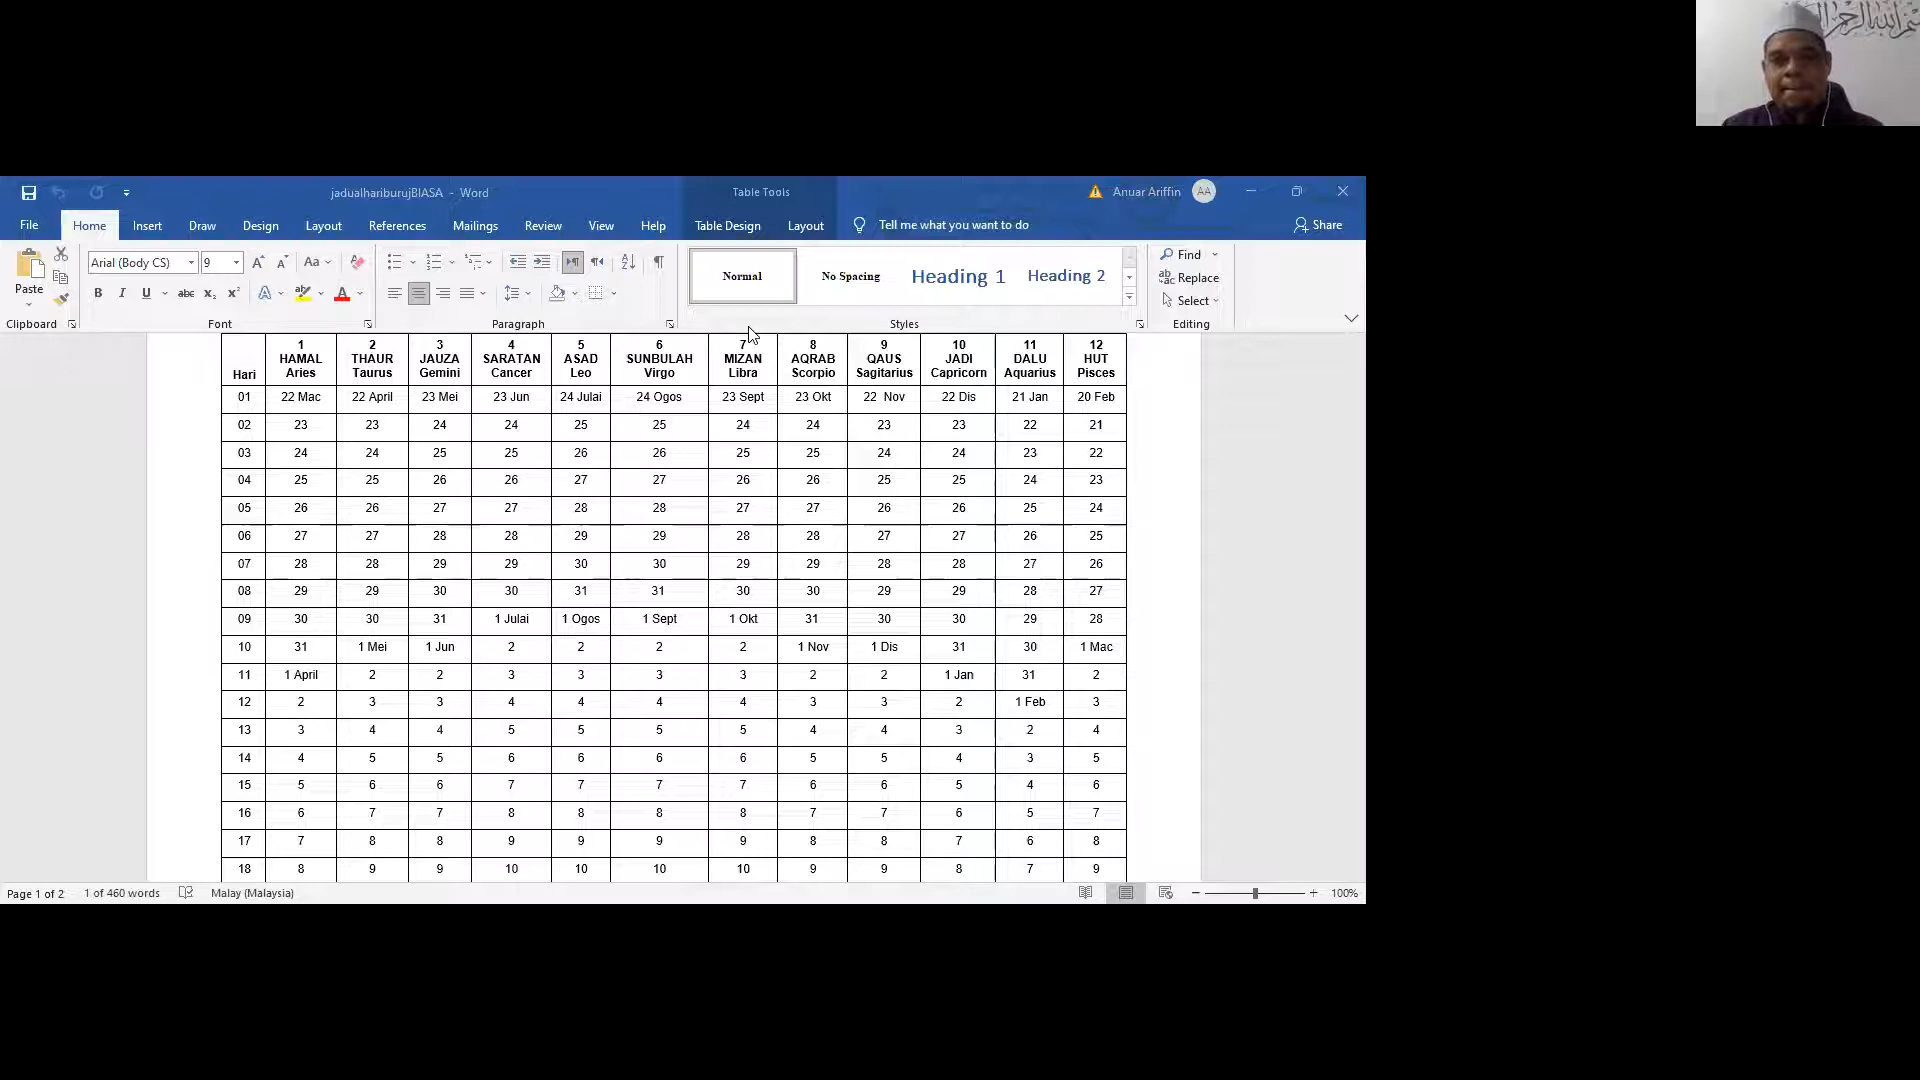 بسم الله الرحمن
jadualhariburujBIASA - Word
Table Tools
Anuar Ariffin AA
File Home Insert Draw Design Layout References Mailings Review View Help Table Design Layout Tell me what you want to do Share
Paste
Arial (Body CS) 9
Aa
B I U abc x₂ x² A A
Normal
No Spacing
Heading 1
Heading 2
Find
Replace
Select
Clipboard Font Paragraph Styles Editing
Hari
1 HAMAL Aries
2 THAUR Taurus
3 JAUZA Gemini
4 SARATAN Cancer
5 ASAD Leo
6 SUNBULAH Virgo
7 MIZAN Libra
8 AQRAB Scorpio
9 QAUS Sagitarius
10 JADI Capricorn
11 DALU Aquarius
12 HUT Pisces
01 22 Mac 22 April 23 Mei 23 Jun 24 Julai 24 Ogos 23 Sept 23 Okt 22 Nov 22 Dis 21 Jan 20 Feb
02 23 23 24 24 25 25 24 24 23 23 22 21
03 24 24 25 25 26 26 25 25 24 24 23 22
04 25 25 26 26 27 27 26 26 25 25 24 23
05 26 26 27 27 28 28 27 27 26 26 25 24
06 27 27 28 28 29 29 28 28 27 27 26 25
07 28 28 29 29 30 30 29 29 28 28 27 26
08 29 29 30 30 31 31 30 30 29 29 28 27
09 30 30 31 1 Julai 1 Ogos 1 Sept 1 Okt 31 30 30 29 28
10 31 1 Mei 1 Jun 2 2 2 2 1 Nov 1 Dis 31 30 1 Mac
11 1 April 2 2 3 3 3 3 2 2 1 Jan 31 2
12 2 3 3 4 4 4 4 3 3 2 1 Feb 3
13 3 4 4 5 5 5 5 4 4 3 2 4
14 4 5 5 6 6 6 6 5 5 4 3 5
15 5 6 6 7 7 7 7 6 6 5 4 6
16 6 7 7 8 8 8 8 7 7 6 5 7
17 7 8 8 9 9 9 9 8 8 7 6 8
18 8 9 9 10 10 10 10 9 9 8 7 9
Page 1 of 2 1 of 460 words Malay (Malaysia) 100%